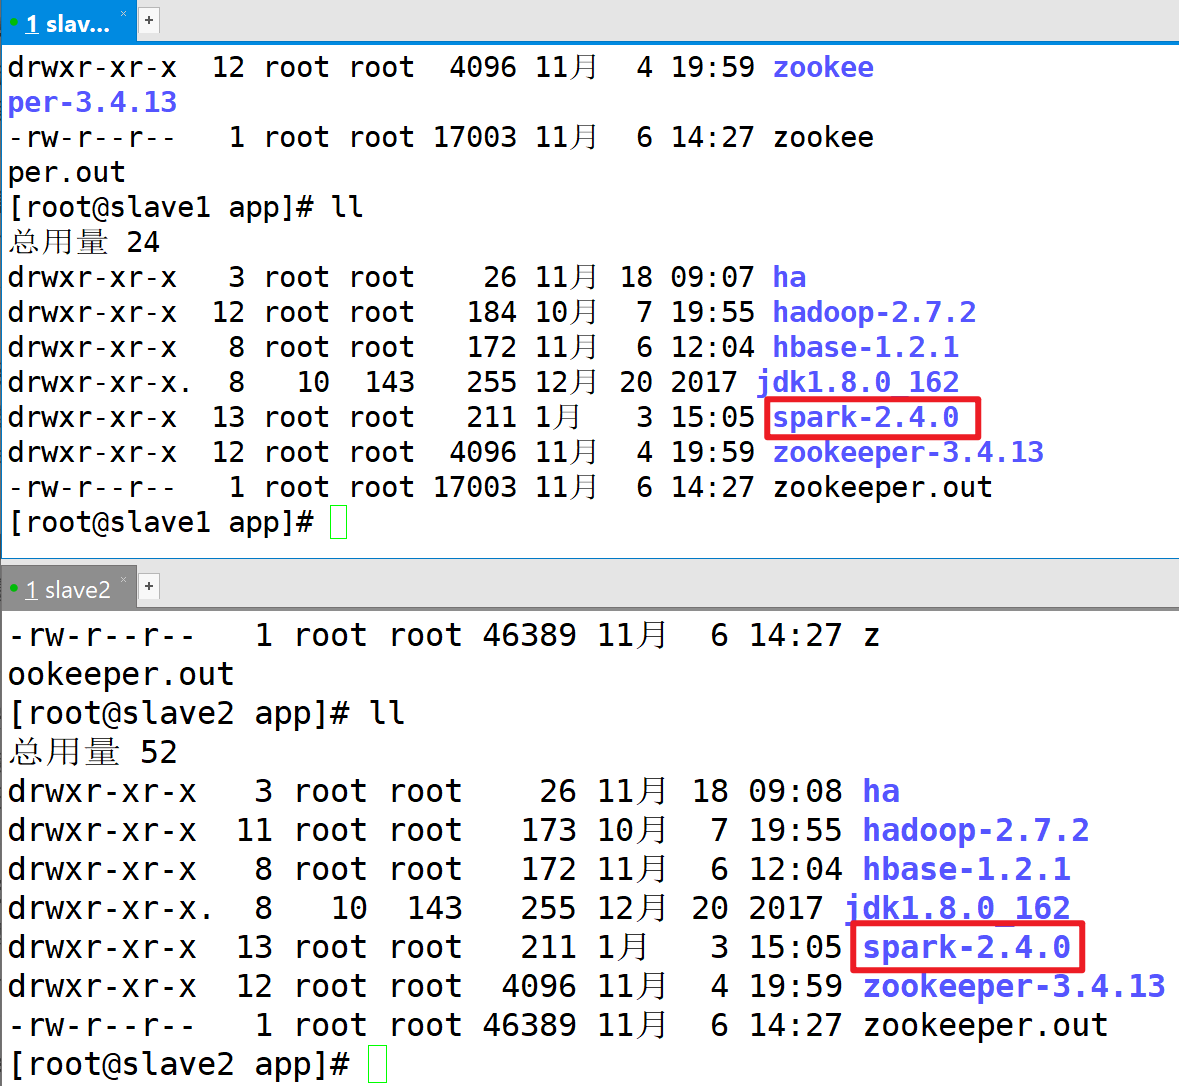 1 slav... × +
drwxr-xr-x  12 root root  4096 11月  4 19:59 zookee
per-3.4.13
-rw-r--r--   1 root root 17003 11月  6 14:27 zookee
per.out
[root@slave1 app]# ll
总用量 24
drwxr-xr-x   3 root root    26 11月 18 09:07 ha
drwxr-xr-x  12 root root   184 10月  7 19:55 hadoop-2.7.2
drwxr-xr-x   8 root root   172 11月  6 12:04 hbase-1.2.1
drwxr-xr-x.  8   10  143   255 12月 20 2017 jdk1.8.0_162
drwxr-xr-x  13 root root   211 1月   3 15:05 spark-2.4.0
drwxr-xr-x  12 root root  4096 11月  4 19:59 zookeeper-3.4.13
-rw-r--r--   1 root root 17003 11月  6 14:27 zookeeper.out
[root@slave1 app]#
1 slave2 × +
-rw-r--r--   1 root root 46389 11月  6 14:27 z
ookeeper.out
[root@slave2 app]# ll
总用量 52
drwxr-xr-x   3 root root    26 11月 18 09:08 ha
drwxr-xr-x  11 root root   173 10月  7 19:55 hadoop-2.7.2
drwxr-xr-x   8 root root   172 11月  6 12:04 hbase-1.2.1
drwxr-xr-x.  8   10  143   255 12月 20 2017 jdk1.8.0_162
drwxr-xr-x  13 root root   211 1月   3 15:05 spark-2.4.0
drwxr-xr-x  12 root root  4096 11月  4 19:59 zookeeper-3.4.13
-rw-r--r--   1 root root 46389 11月  6 14:27 zookeeper.out
[root@slave2 app]#